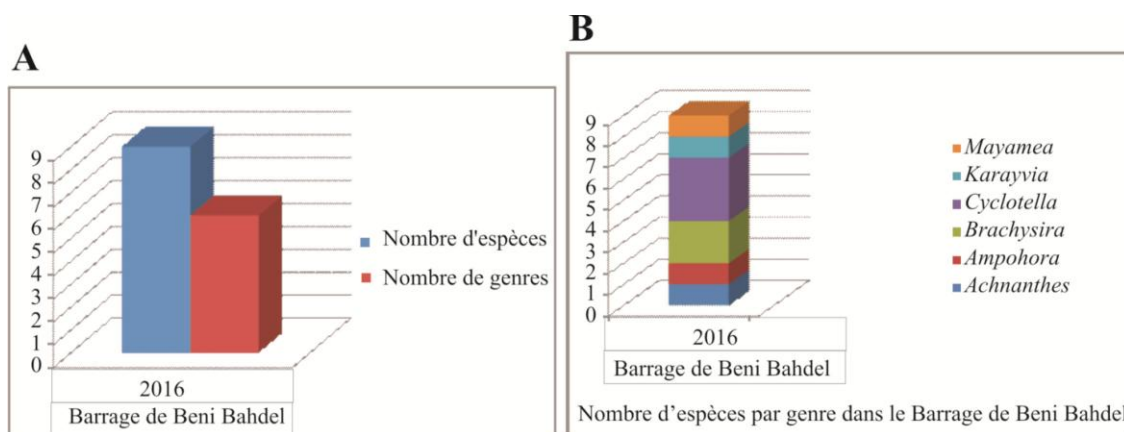 A
9
8
7
6
5
4
3
2
1
0
Nombre d'espèces
Nombre de genres
2016
Barrage de Beni Bahdel
B
9
8
7
6
5
4
3
2
1
0
Mayamea
Karayvia
Cyclotella
Brachysira
Ampohora
Achnanthes
2016
Barrage de Beni Bahdel
Nombre d'espèces par genre dans le Barrage de Beni Bahdel